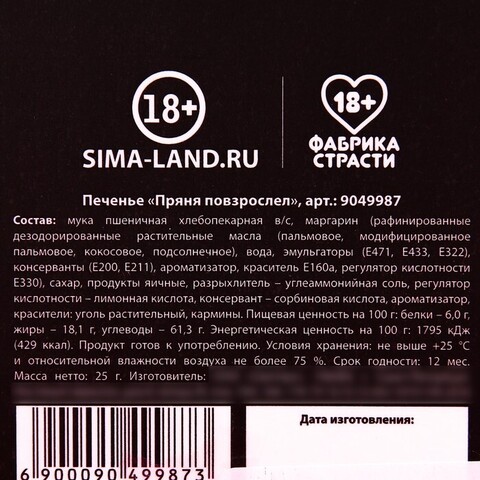 18+
SIMA-LAND.RU
18+
ФАБРИКА
СТРАСТИ
Печенье «Пряня повзрослел», арт.: 9049987
Состав: мука пшеничная хлебопекарная в/с, маргарин (рафинированные
дезодорированные растительные масла (пальмовое, модифицированное
пальмовое, кокосовое, подсолнечное), вода, эмульгаторы (Е471, Е433, Е322),
консерванты (Е200, Е211), ароматизатор, краситель Е160а, регулятор кислотности
Е330), сахар, продукты яичные, разрыхлитель – углеаммонийная соль, регулятор
кислотности – лимонная кислота, консервант – сорбиновая кислота, ароматизатор,
красители: уголь растительный, кармины. Пищевая ценность на 100 г: белки – 6,0 г,
жиры – 18,1 г, углеводы – 61,3 г. Энергетическая ценность на 100 г: 1795 кДж
(429 ккал). Продукт готов к употреблению. Условия хранения: не выше +25 °С
и относительной влажности воздуха не более 75 %. Срок годности: 12 мес.
Масса нетто: 25 г. Изготовитель:
Дата изготовления:
6 900090 499873